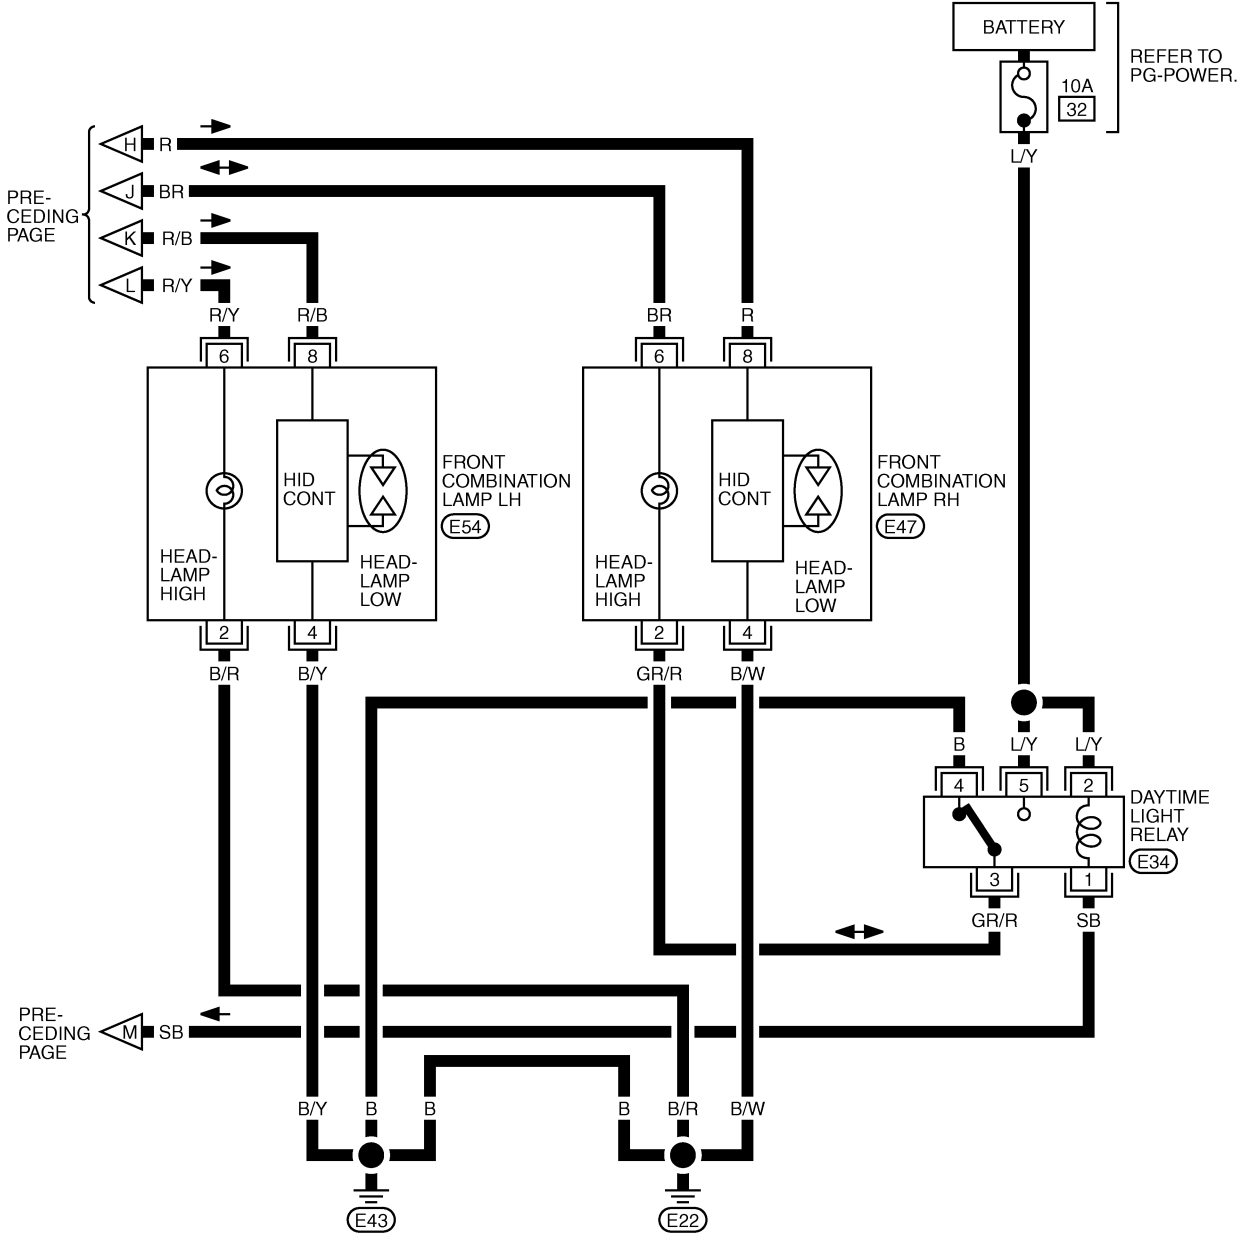 BATTERY
REFER TO
PG-POWER.
10A
32
L/Y
H R
J BR
K R/B
L R/Y
PRE-
CEDING
PAGE
R/Y R/B BR R
6 8 6 8
HID
CONT
FRONT
COMBINATION
LAMP LH
E54
HEAD-
LAMP
HIGH
HEAD-
LAMP
LOW
HID
CONT
FRONT
COMBINATION
LAMP RH
E47
HEAD-
LAMP
HIGH
HEAD-
LAMP
LOW
2 4 2 4
B/R B/Y GR/R B/W
B L/Y L/Y
4 5 2
DAYTIME
LIGHT
RELAY
E34
3 1
GR/R SB
PRE-
CEDING
PAGE
M SB
B/Y B B B B/R B/W
E43 E22